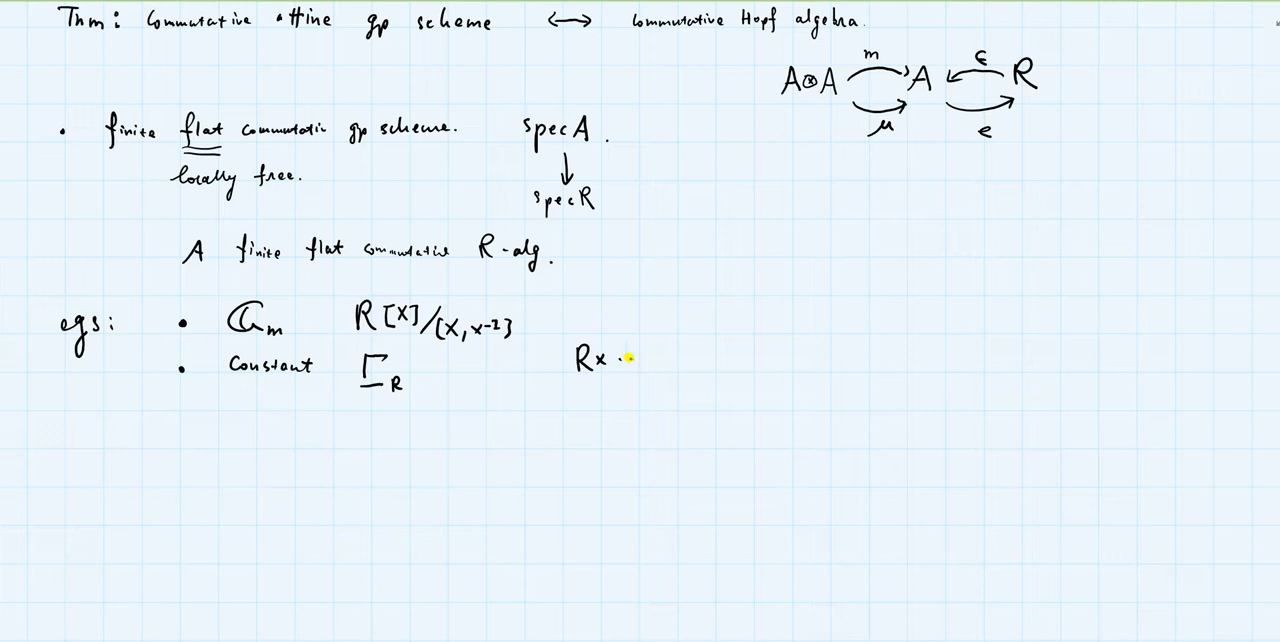 Thm: Commutative affine gp scheme ⟷ Commutative Hopf algebra.
A⊗A m A ε R
μ e
• finite flat commutative gp scheme. Spec A.
locally free. ↓
Spec R
A finite flat commutative R-alg.
egs: • 𝔾m R[X]/[X, X-1]
• Constant Γ_R Rx.